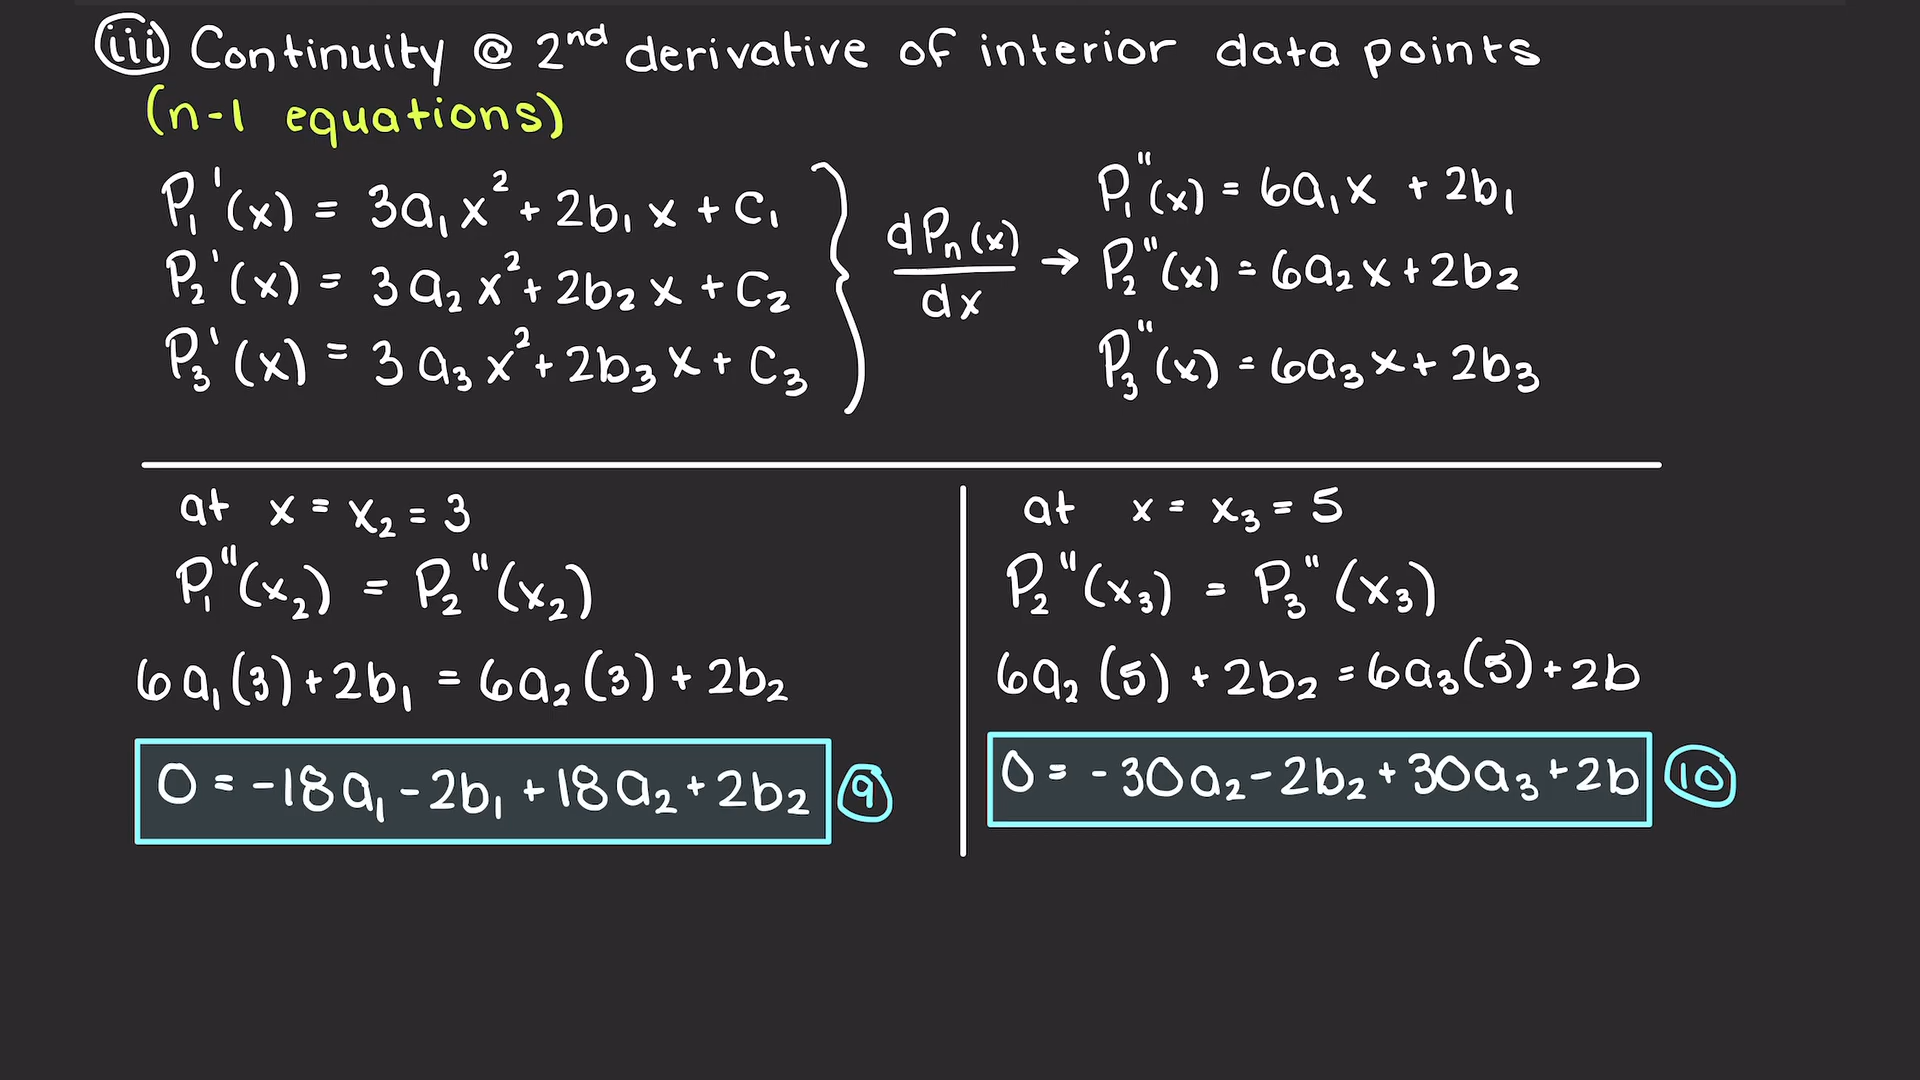 (iii) Continuity @ 2nd derivative of interior data points
(n-1 equations)
P₁'(x) = 3a₁x² + 2b₁x + C₁
P₂'(x) = 3a₂x² + 2b₂x + C₂
P₃'(x) = 3a₃x² + 2b₃x + C₃
dPₙ(x)
dx
→
P₁"(x) = 6a₁x + 2b₁
P₂"(x) = 6a₂x + 2b₂
P₃"(x) = 6a₃x + 2b₃
at x = x₂ = 3
P₁"(x₂) = P₂"(x₂)
6a₁(3) + 2b₁ = 6a₂(3) + 2b₂
0 = -18a₁ - 2b₁ + 18a₂ + 2b₂ (9)
at x = x₃ = 5
P₂"(x₃) = P₃"(x₃)
6a₂(5) + 2b₂ = 6a₃(5) + 2b
0 = -30a₂ - 2b₂ + 30a₃ + 2b (10)